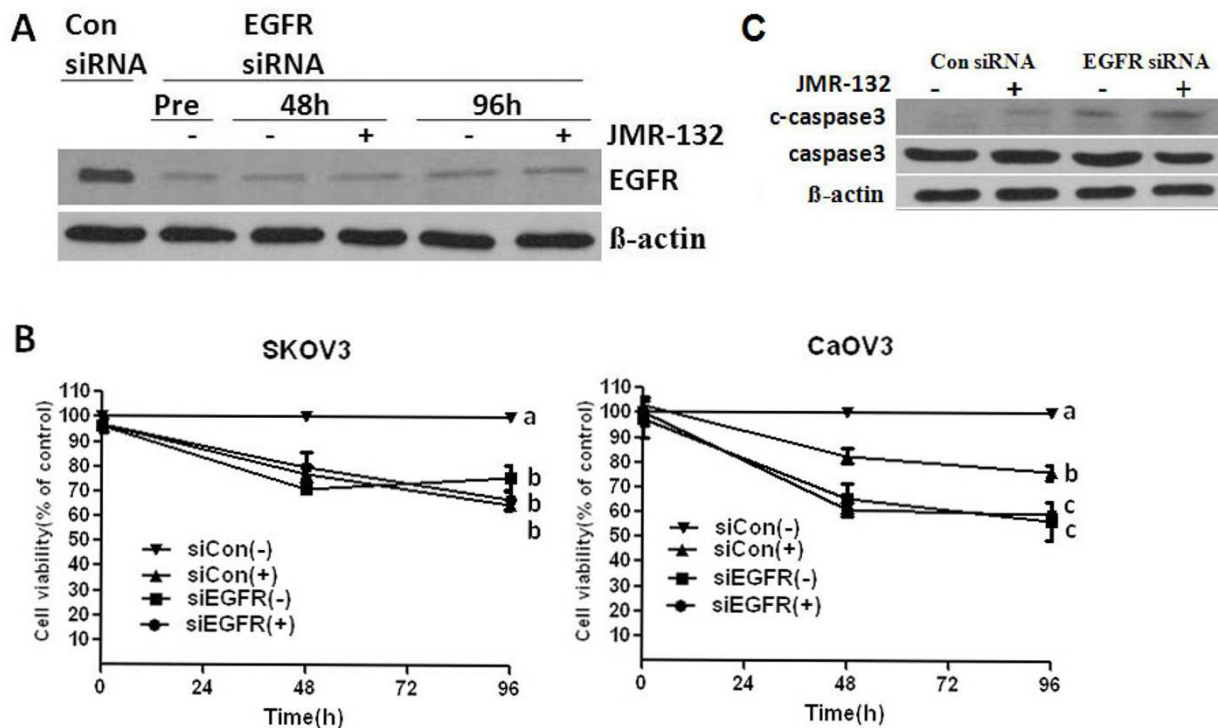 A
Con
siRNA
EGFR
siRNA
Pre 48h 96h
- - + - + JMR-132
EGFR
ß-actin
C
Con siRNA EGFR siRNA
JMR-132 - + - +
c-caspase3
caspase3
ß-actin
B
SKOV3
Cell viability(% of control)
110
100
90
80
70
60
50
40
30
20
10
a
b
b
b
siCon(-)
siCon(+)
siEGFR(-)
siEGFR(+)
0 24 48 72 96
Time(h)
CaOV3
Cell viability(% of control)
110
100
90
80
70
60
50
40
30
20
10
a
b
c
c
siCon(-)
siCon(+)
siEGFR(-)
siEGFR(+)
0 24 48 72 96
Time(h)